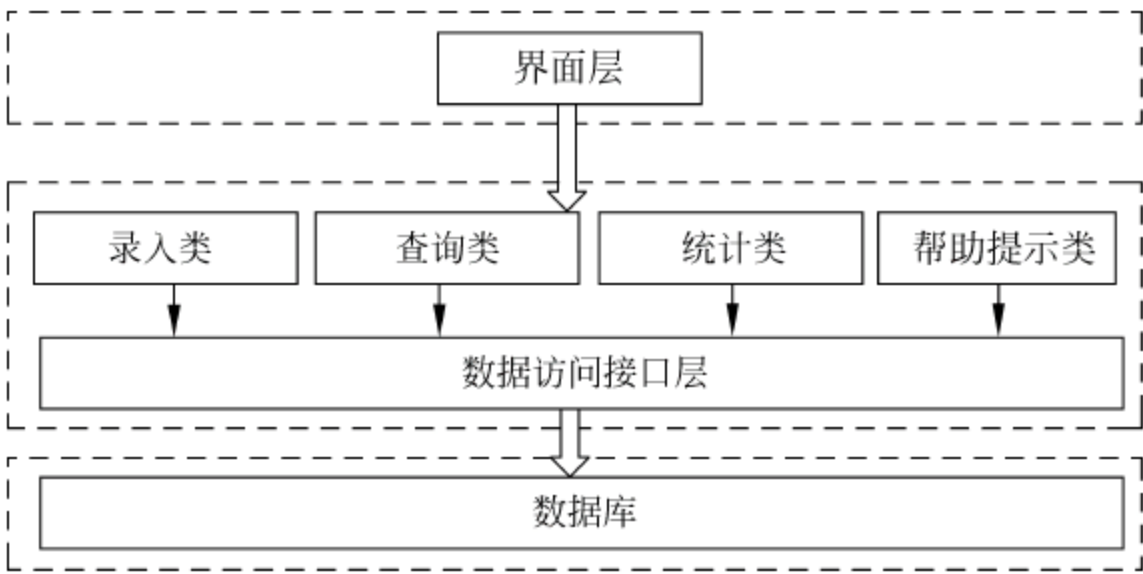 界面层
录入类
查询类
统计类
帮助提示类
数据访问接口层
数据库